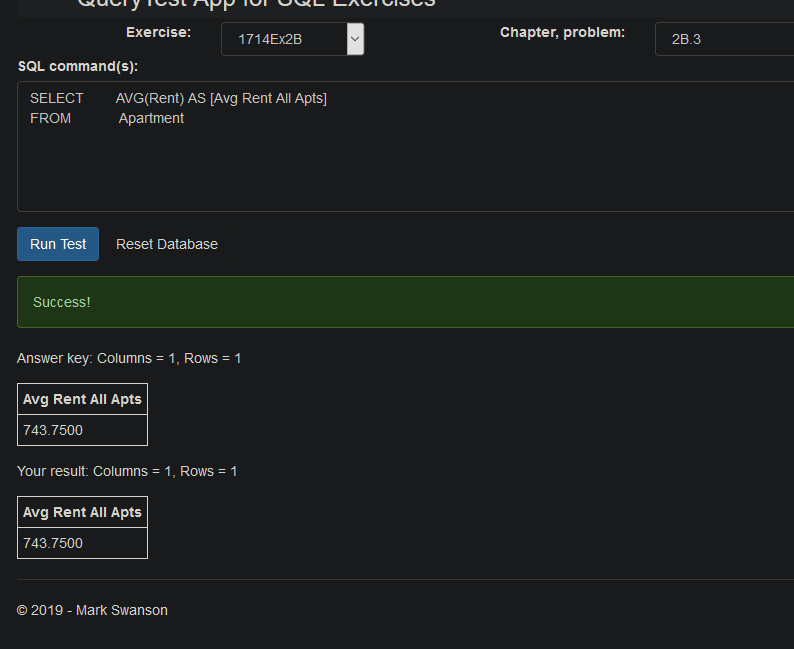 QueryTest App for SQL Exercises
Exercise: 1714Ex2B Chapter, problem: 2B.3
SQL command(s):
SELECT AVG(Rent) AS [Avg Rent All Apts]
FROM Apartment
Run Test Reset Database
Success!
Answer key: Columns = 1, Rows = 1
Avg Rent All Apts
743.7500
Your result: Columns = 1, Rows = 1
Avg Rent All Apts
743.7500
© 2019 - Mark Swanson